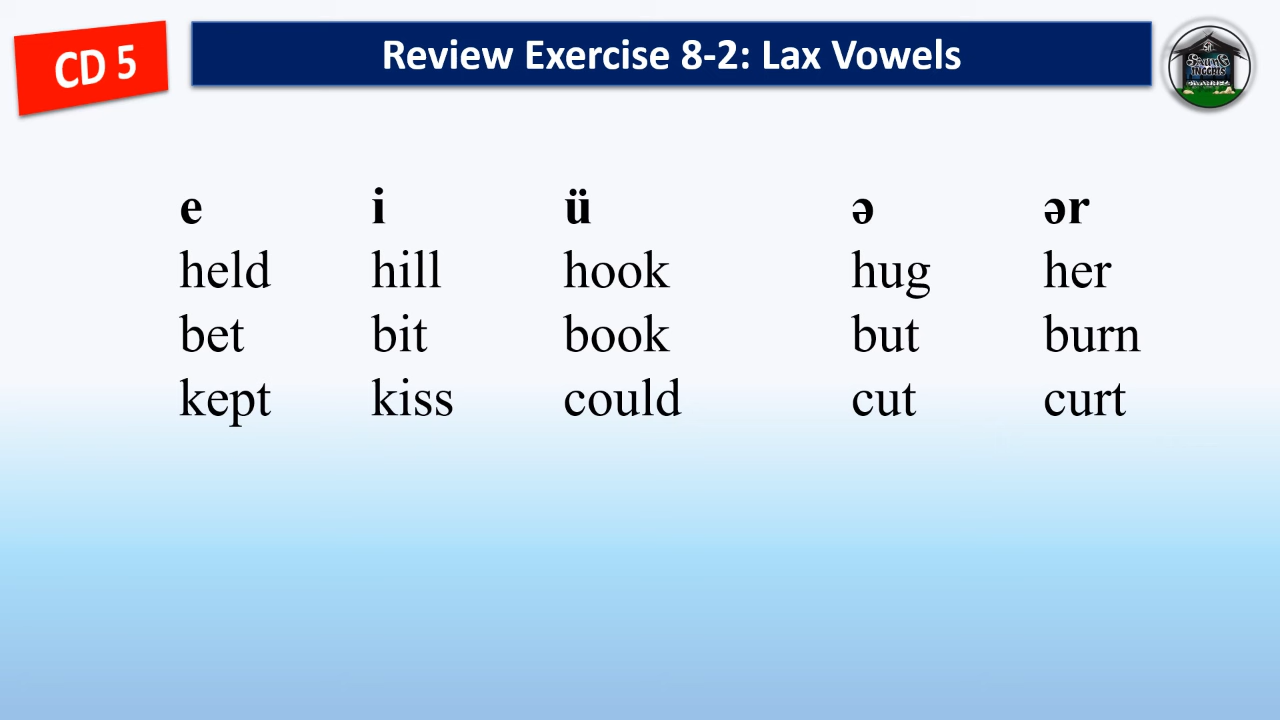 CD 5
Review Exercise 8-2: Lax Vowels
e i ü ə ər
held hill hook hug her
bet bit book but burn
kept kiss could cut curt
INGGRIS